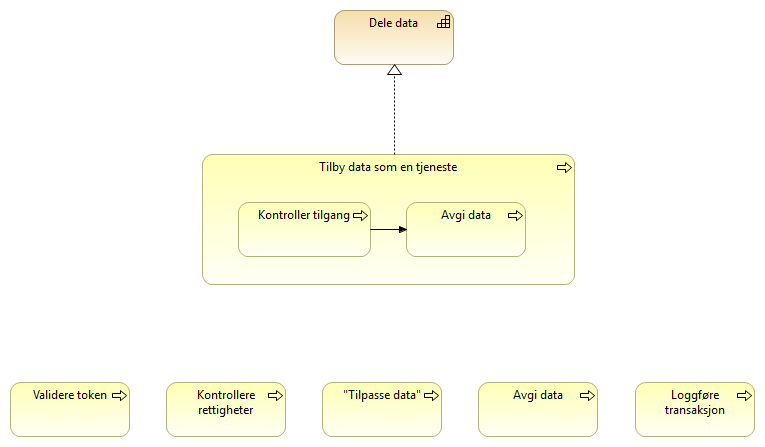 Dele data
Tilby data som en tjeneste
Kontroller tilgang
Avgi data
Validere token
Kontrollere
rettigheter
"Tilpasse data"
Avgi data
Loggføre
transaksjon